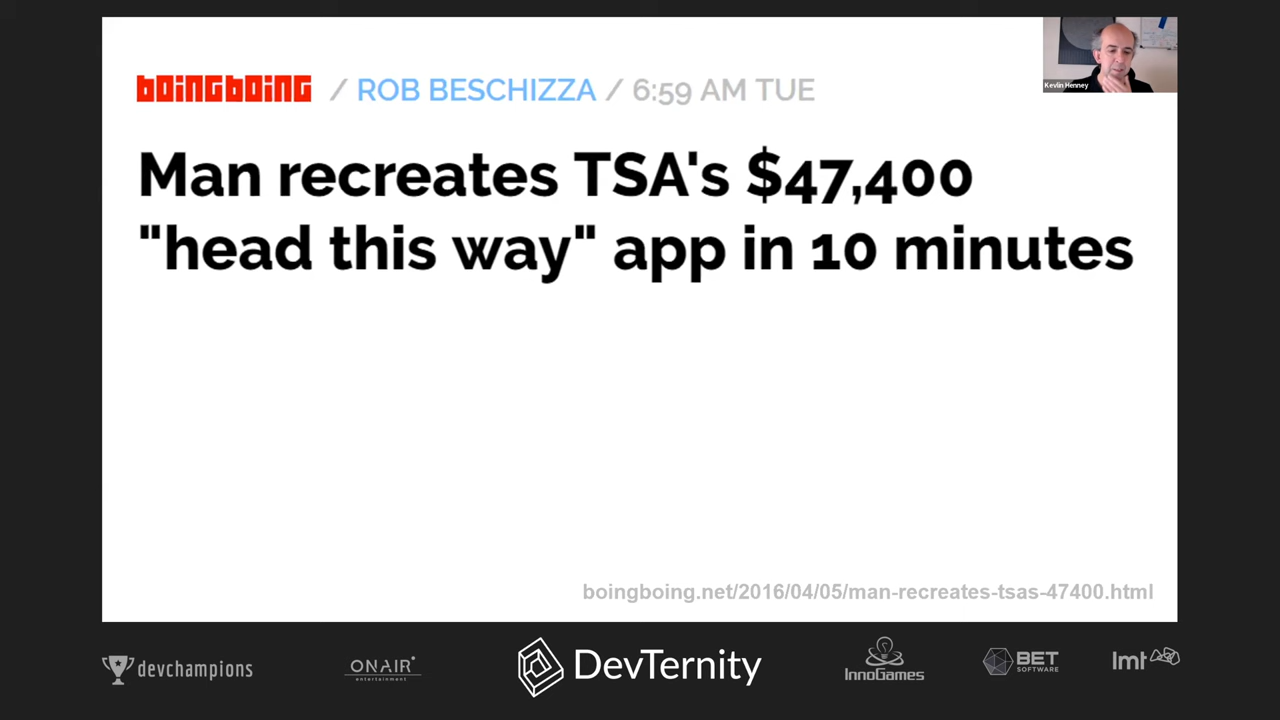 boingboing / ROB BESCHIZZA / 6:59 AM TUE
Kevlin Henney
Man recreates TSA's $47,400
"head this way" app in 10 minutes
boingboing.net/2016/04/05/man-recreates-tsas-47400.html
devchampions
ONAIR
entertainment
DevTernity
InnoGames
BET
SOFTWARE
lmt